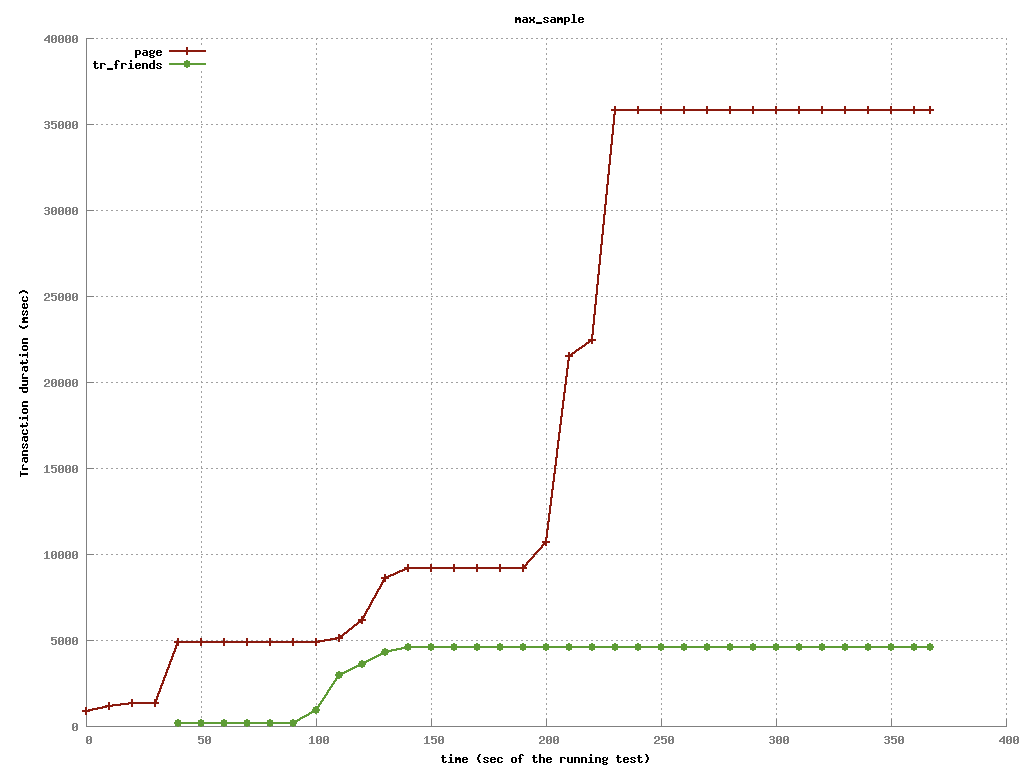 max_sample
page
tr_friends
40000
35000
30000
25000
20000
15000
10000
5000
0
Transaction duration (msec)
0 50 100 150 200 250 300 350 400
time (sec of the running test)